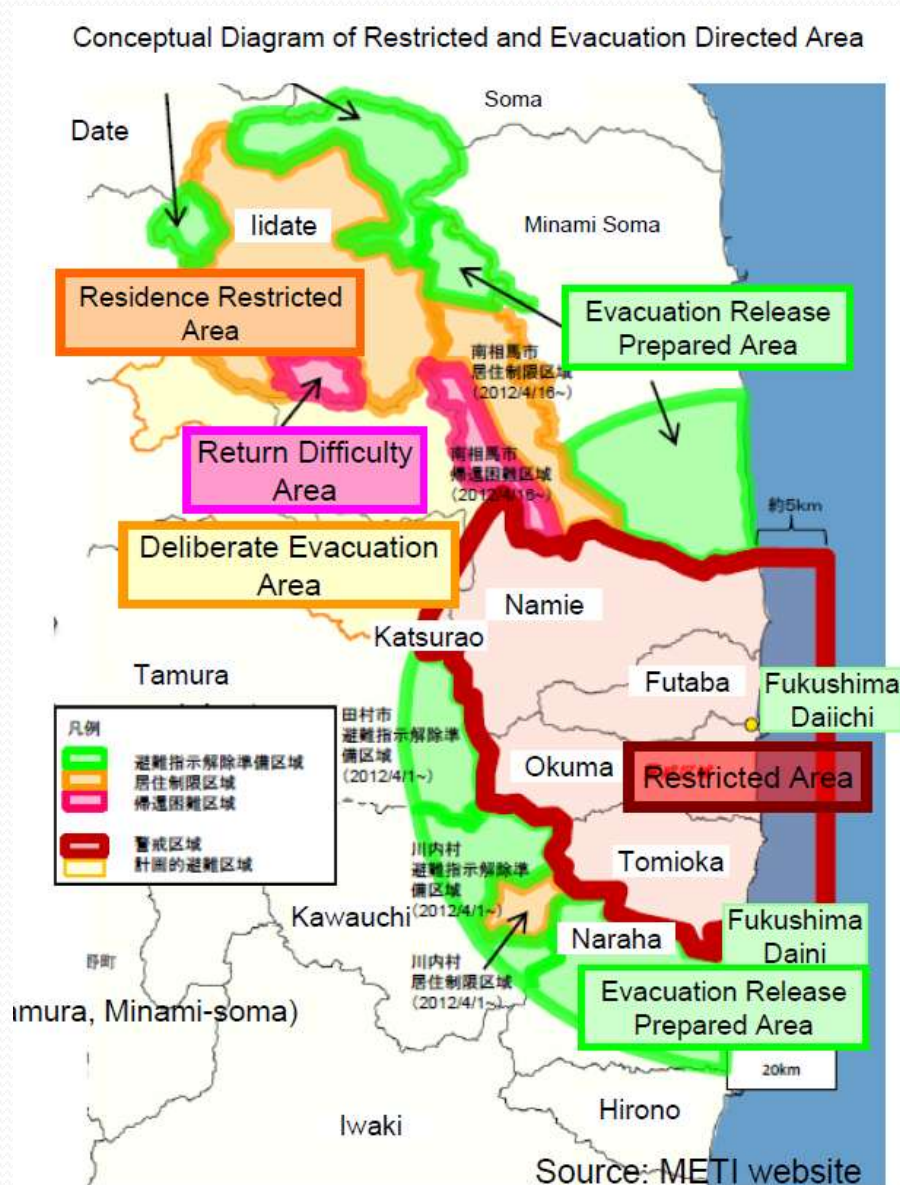 Conceptual Diagram of Restricted and Evacuation Directed Area
Soma
Date
Iidate
Minami Soma
Residence Restricted
Area
Evacuation Release
Prepared Area
南相馬市
居住制限区域
(2012/4/16~)
Return Difficulty
Area
南相馬市
帰還困難区域
(2012/4/16~)
約5km
Deliberate Evacuation
Area
Namie
Katsurao
Tamura
Futaba
Fukushima
Daiichi
凡例
避難指示解除準備区域
居住制限区域
帰還困難区域
警戒区域
計画的避難区域
田村市
避難指示解除準
備区域
(2012/4/1~)
Okuma
Restricted Area
Tomioka
川内村
避難指示解除準
備区域
(2012/4/1~)
Kawauchi
Naraha
Fukushima
Daini
野町
川内村
居住制限区域
(2012/4/1~)
Evacuation Release
Prepared Area
amura, Minami-soma)
20km
Hirono
Iwaki
Source: METI website